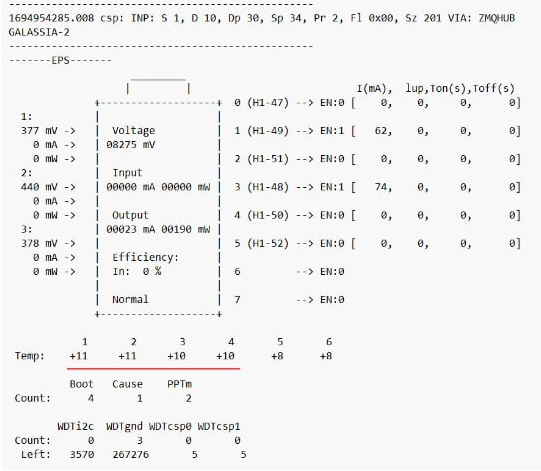 ------------------------------------------------
1694954285.008 csp: INP: S 1, D 10, Dp 30, Sp 34, Pr 2, Fl 0x00, Sz 201 VIA: ZMQHUB
GALASSIA-2
------------------------------------------------
-------EPS-------
I(mA), lup,Ton(s),Toff(s)
0 (H1-47) --> EN:0 [ 0, 0, 0, 0]
1:
377 mV -> | Voltage | 1 (H1-49) --> EN:1 [ 62, 0, 0, 0]
0 mA -> | 08275 mV |
0 mW -> | | 2 (H1-51) --> EN:0 [ 0, 0, 0, 0]
2: | Input |
440 mV -> | 00000 mA 00000 mW | 3 (H1-48) --> EN:1 [ 74, 0, 0, 0]
0 mA -> | |
0 mW -> | Output | 4 (H1-50) --> EN:0 [ 0, 0, 0, 0]
3: | 00023 mA 00190 mW |
378 mV -> | | 5 (H1-52) --> EN:0 [ 0, 0, 0, 0]
0 mA -> | Efficiency: |
0 mW -> | In: 0 % | 6 --> EN:0
| Normal | 7 --> EN:0
1 2 3 4 5 6
Temp: +11 +11 +10 +10 +8 +8
Boot Cause PPTm
Count: 4 1 2
WDTi2c WDTgnd WDTcsp0 WDTcsp1
Count: 0 3 0 0
Left: 3570 267276 5 5